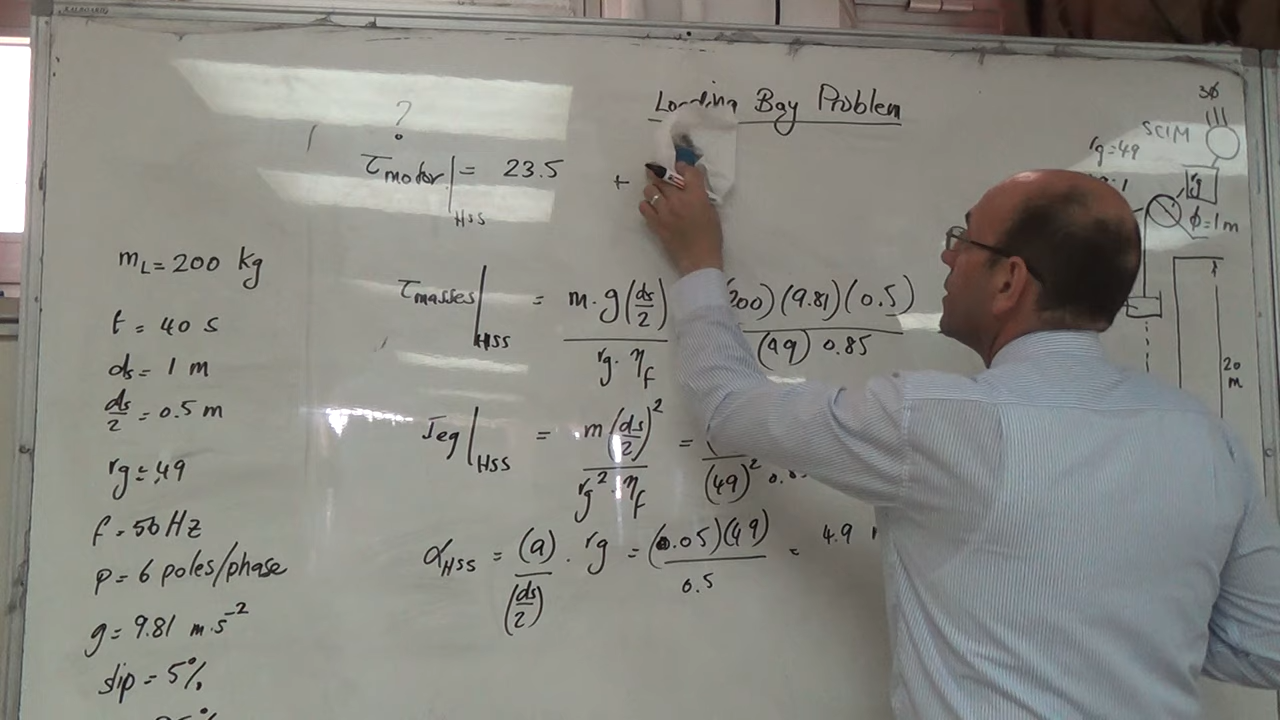 Loading Bay Problem
?
τmotor|HSS = 23.5 +
mL = 200 kg
t = 40 s
ds = 1 m
ds/2 = 0.5 m
rg = 49
f = 50 Hz
p = 6 poles/phase
g = 9.81 m.s⁻²
slip = 5%
τmasses|HSS = m.g(ds/2) / rg.ηf (200)(9.81)(0.5) / (49) 0.85
Jeq|HSS = m(ds/2)² / rg².ηf = (49)²
αHSS = (a)/(ds/2) . rg = (0.05)(49) / 0.5 = 4.9
3φ
SCIM
rg=49
rg
φ=1m
20
m